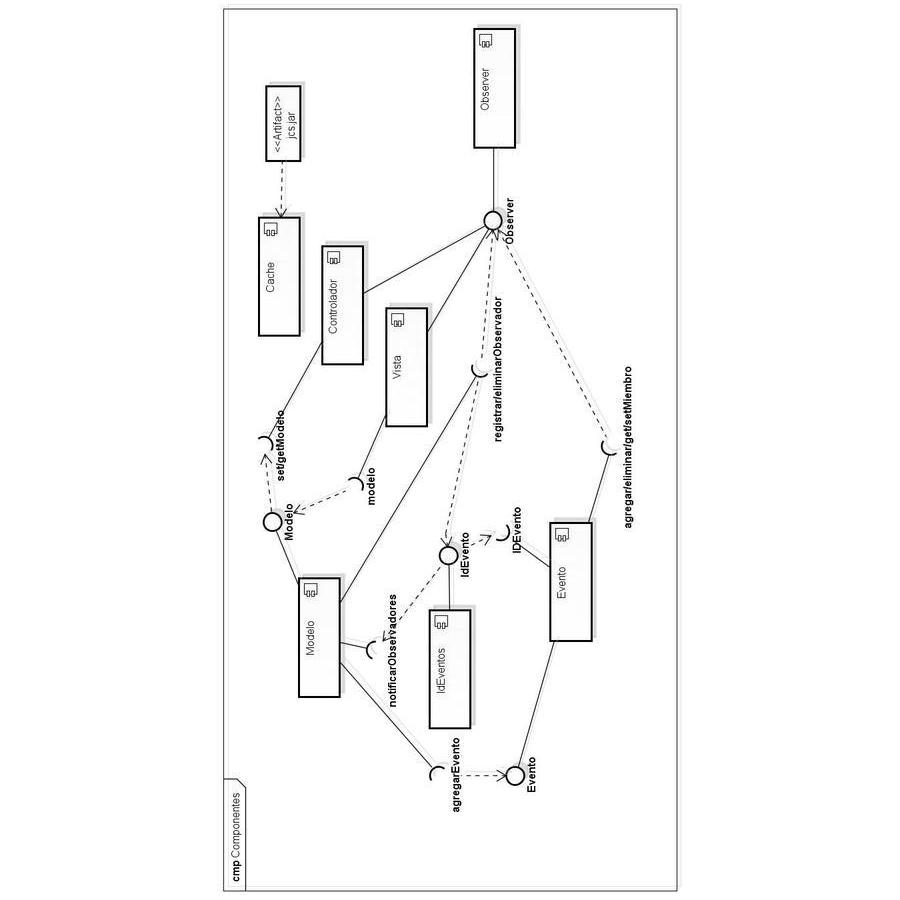 cmp Componentes
<<Artifact>>
jcs.jar
Cache
Controlador
set/getModelo
Modelo
Modelo
Vista
modelo
Observer
Observer
registrar/eliminarObservador
notificarObservadores
IdEvento
IdEventos
IDEvento
agregarEvento
Evento
Evento
agregar/eliminar/get/setMiembro